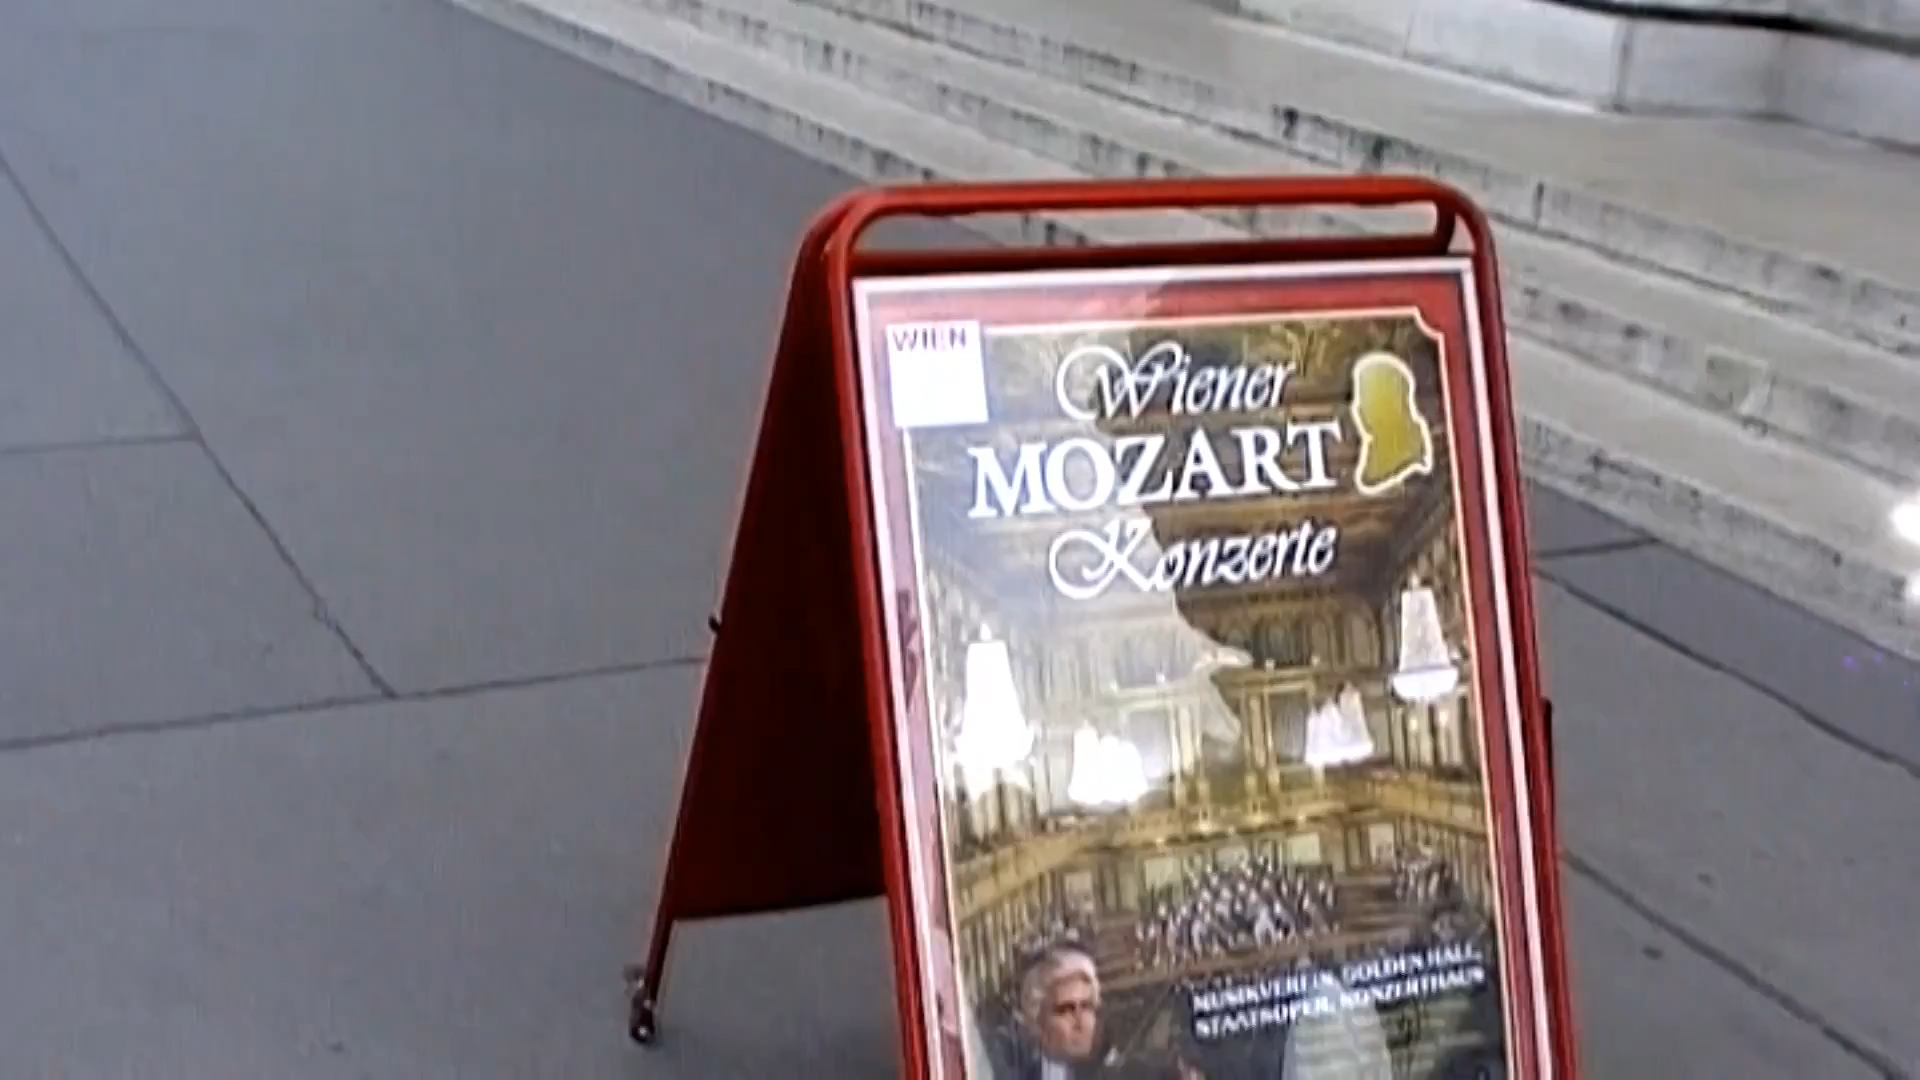 WIEN
Wiener
MOZART
Konzerte
MUSIKVEREIN, GOLDEN HALL,
STAATSOPER, KONZERTHAUS